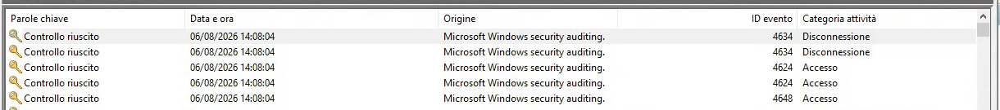 Parole chiave Data e ora Origine ID evento Categoria attività
Controllo riuscito 06/08/2026 14:08:04 Microsoft Windows security auditing. 4634 Disconnessione
Controllo riuscito 06/08/2026 14:08:04 Microsoft Windows security auditing. 4634 Disconnessione
Controllo riuscito 06/08/2026 14:08:04 Microsoft Windows security auditing. 4624 Accesso
Controllo riuscito 06/08/2026 14:08:04 Microsoft Windows security auditing. 4624 Accesso
Controllo riuscito 06/08/2026 14:08:04 Microsoft Windows security auditing. 4648 Accesso